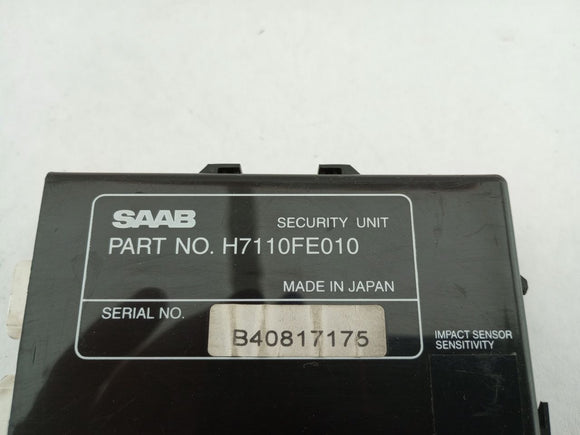 SAAB SECURITY UNIT
PART NO. H7110FE010
MADE IN JAPAN
SERIAL NO. B40817175
IMPACT SENSOR
SENSITIVITY